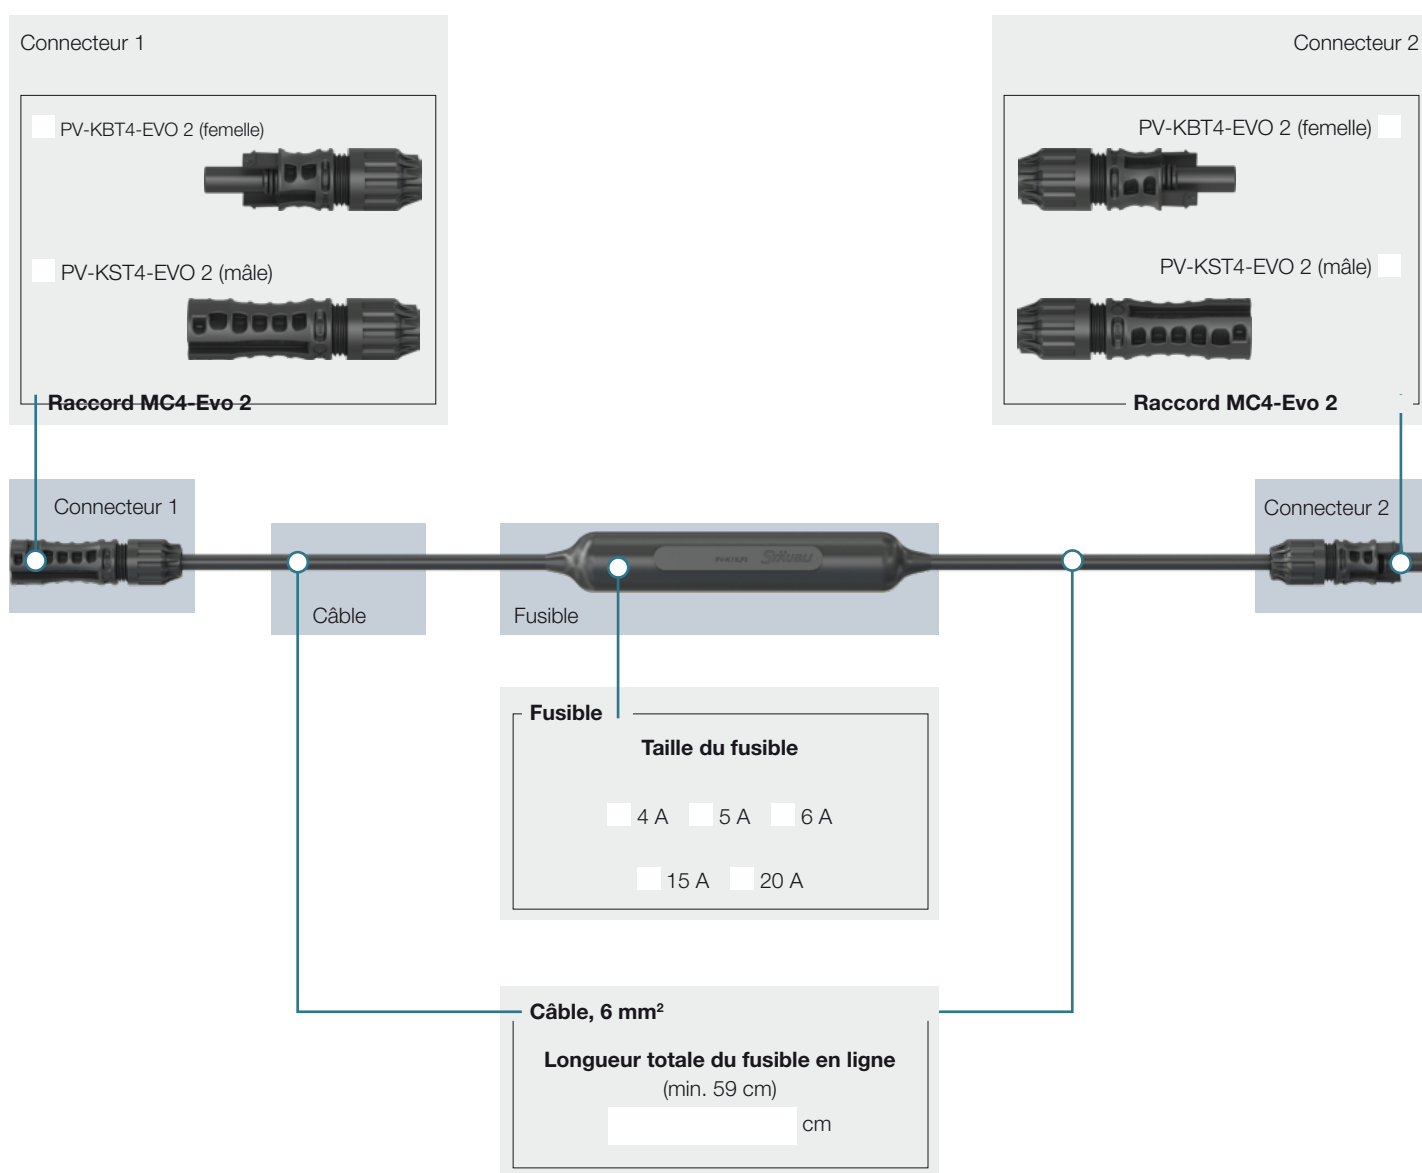 Connecteur 1
PV-KBT4-EVO 2 (femelle)
PV-KST4-EVO 2 (mâle)
Raccord MC4-Evo 2
Connecteur 2
PV-KBT4-EVO 2 (femelle)
PV-KST4-EVO 2 (mâle)
Raccord MC4-Evo 2
Connecteur 1
Câble
Fusible
STÄUBLI
Connecteur 2
Fusible
Taille du fusible
4 A 5 A 6 A
15 A 20 A
Câble, 6 mm²
Longueur totale du fusible en ligne
(min. 59 cm)
cm